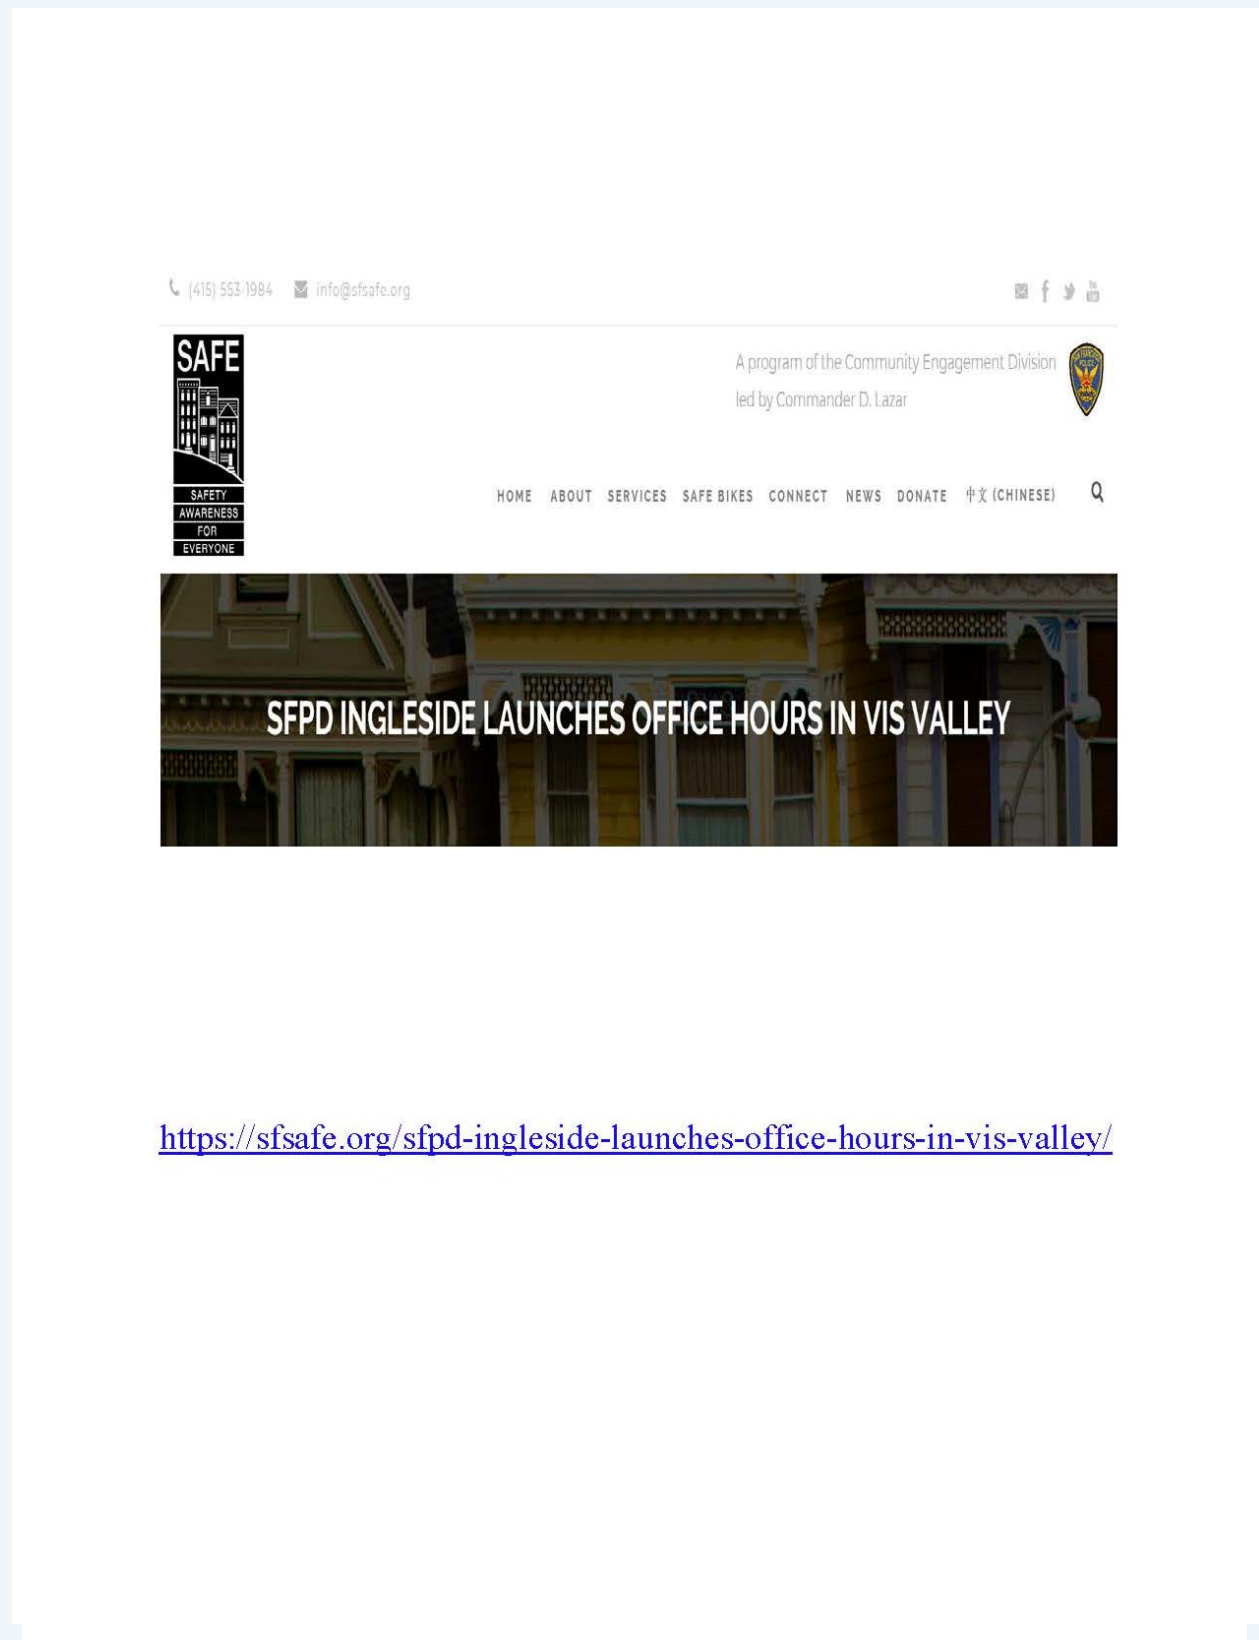 (415) 553 1984 info@sfsafe.org
SAFE
SAFETY
AWARENESS
FOR
EVERYONE
A program of the Community Engagement Division
led by Commander D. Lazar
HOME ABOUT SERVICES SAFE BIKES CONNECT NEWS DONATE 中文 (CHINESE)
SFPD INGLESIDE LAUNCHES OFFICE HOURS IN VIS VALLEY
https://sfsafe.org/sfpd-ingleside-launches-office-hours-in-vis-valley/